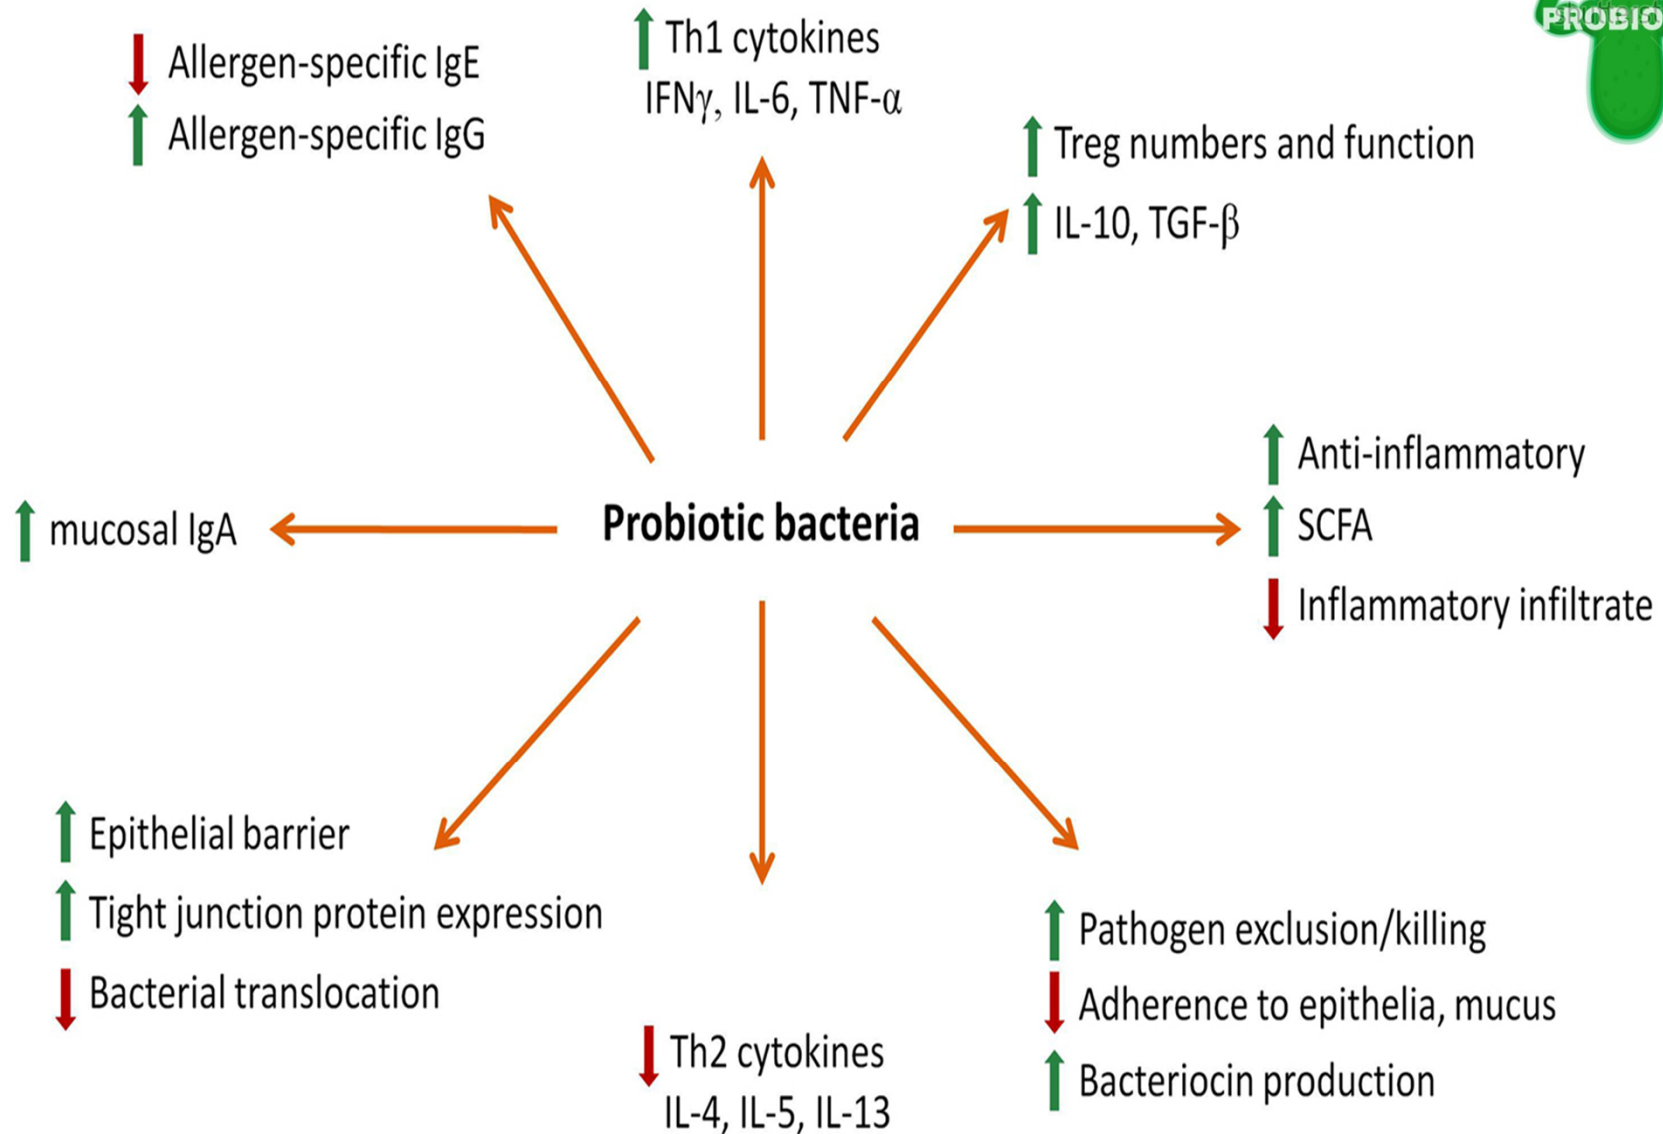 Allergen-specific IgE
Allergen-specific IgG
Th1 cytokines
IFNγ, IL-6, TNF-α
Treg numbers and function
IL-10, TGF-β
Anti-inflammatory
SCFA
Inflammatory infiltrate
mucosal IgA
Probiotic bacteria
Epithelial barrier
Tight junction protein expression
Bacterial translocation
Th2 cytokines
IL-4, IL-5, IL-13
Pathogen exclusion/killing
Adherence to epithelia, mucus
Bacteriocin production
PROBIO